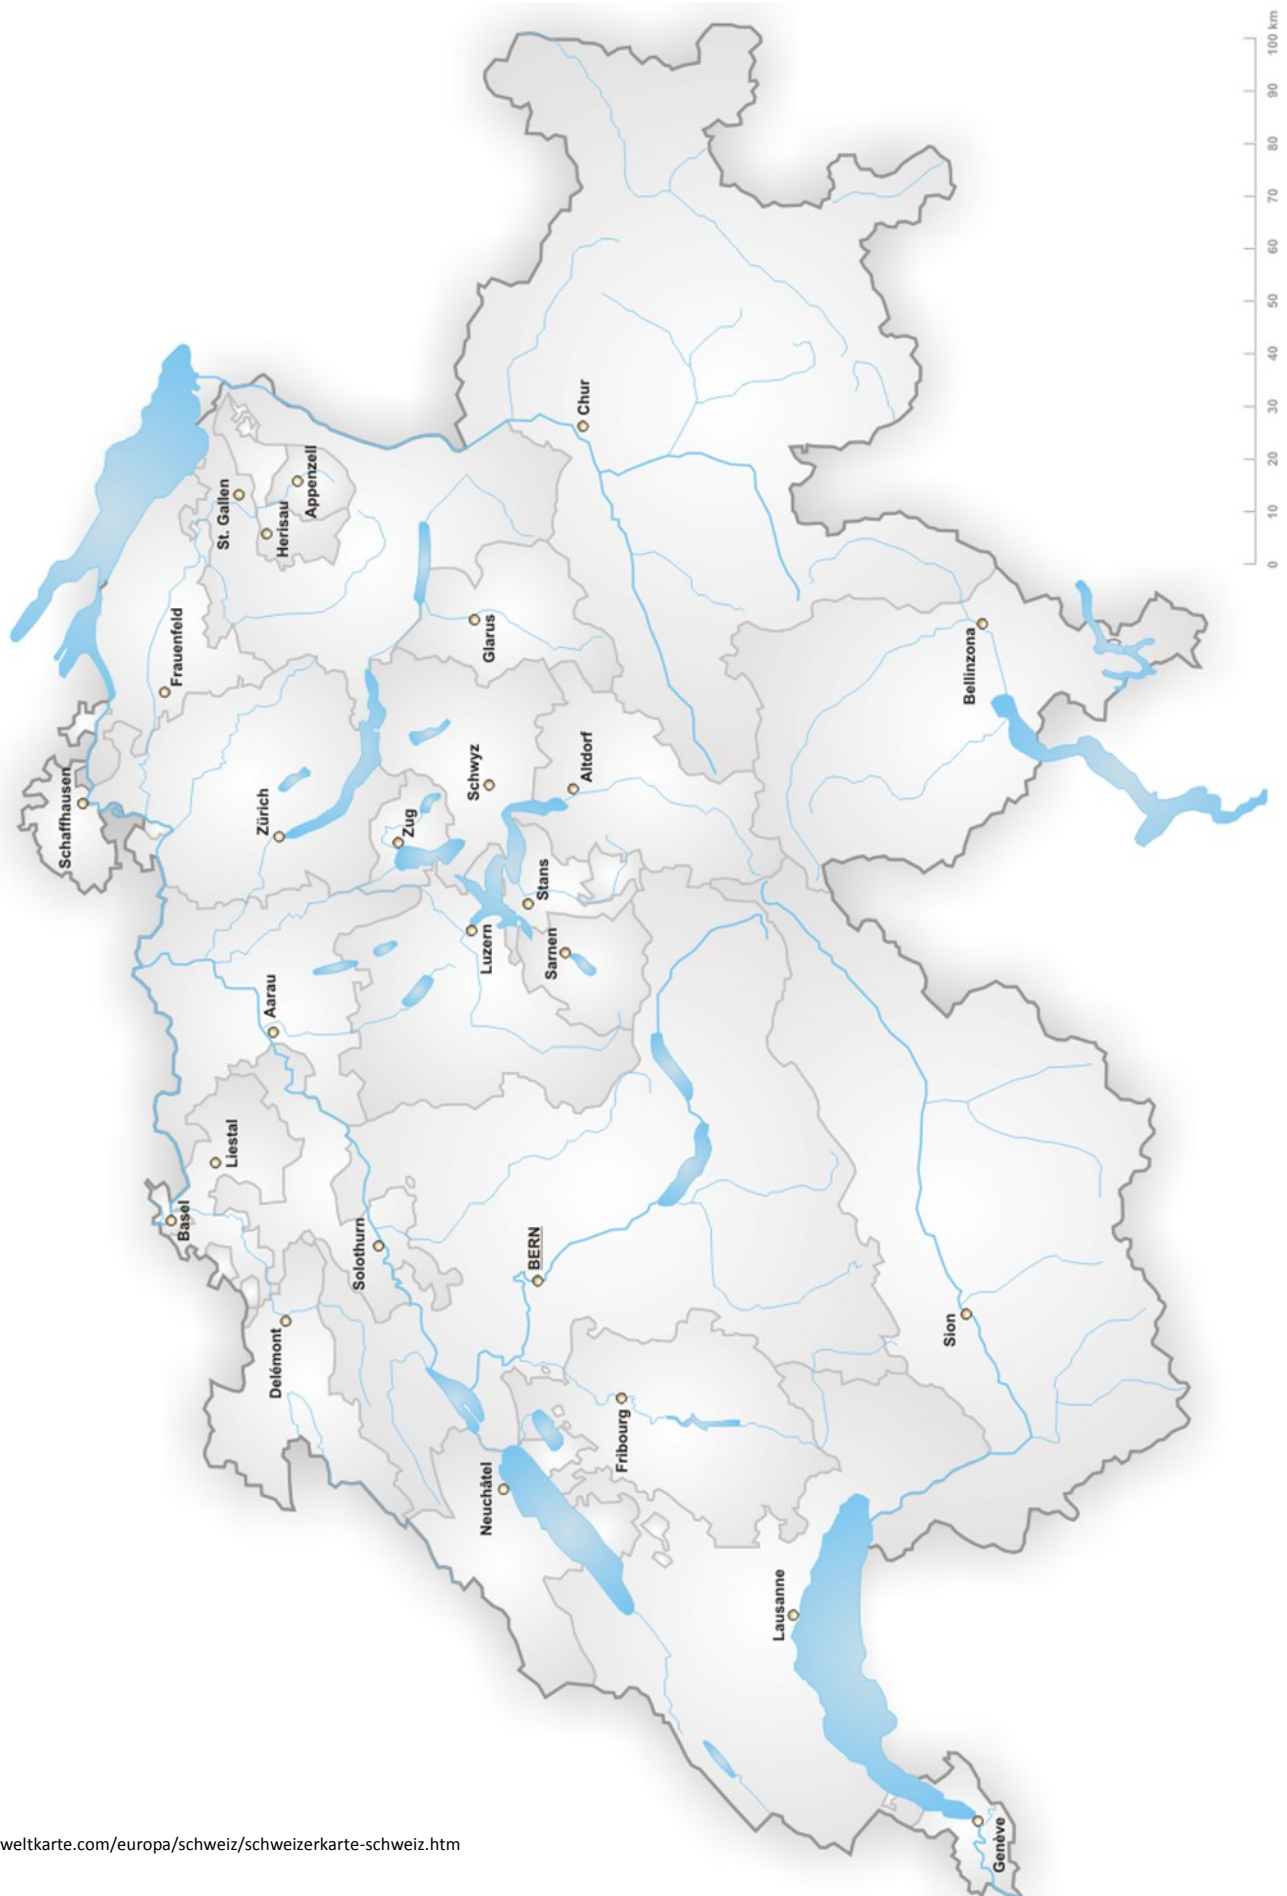 Schaffhausen
Frauenfeld
St. Gallen
Herisau
Appenzell
Basel
Liestal
Aarau
Zürich
Delémont
Solothurn
Zug
Luzern
Schwyz
Glarus
Stans
Sarnen
Altdorf
Chur
Neuchâtel
BERN
Fribourg
Lausanne
Sion
Bellinzona
Genève
0 10 20 30 40 50 60 70 80 90 100 km
weltkarte.com/europa/schweiz/schweizerkarte-schweiz.htm